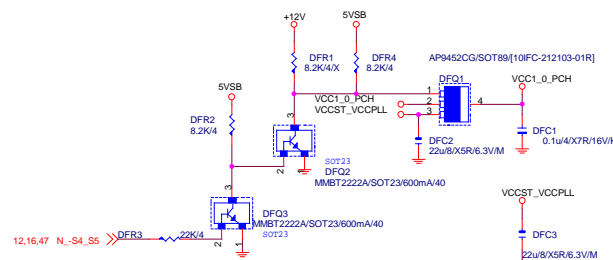 +12V
5VSB
DFR1
8.2K/4/X
DFR4
8.2K/4
AP9452CG/SOT89/[10IFC-212103-01R]
DFQ1
VCC1_0_PCH
1
2
3
4
VCC1_0_PCH
VCCST_VCCPLL
5VSB
DFR2
8.2K/4
3
2
SOT23
DFQ2
MMBT2222A/SOT23/600mA/40
DFC2
22u/8/X5R/6.3V/M
DFC1
0.1u/4/X7R/16V/K
3
2
1
DFQ3
MMBT2222A/SOT23/600mA/40
SOT23
12,16,47 N_-S4_S5
DFR3
22K/4
VCCST_VCCPLL
DFC3
22u/8/X5R/6.3V/M